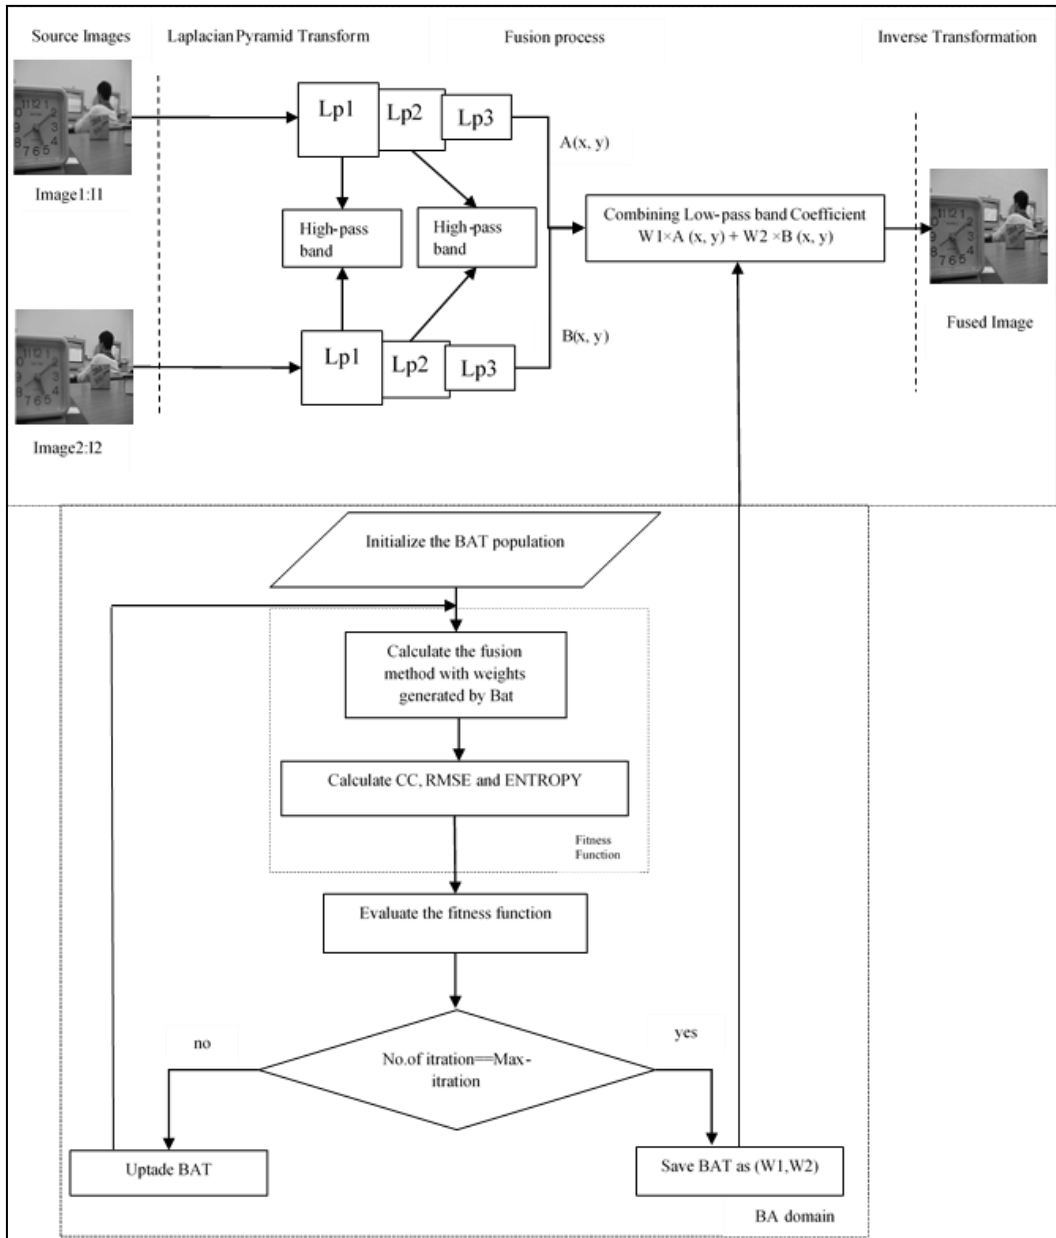 Source Images
Laplacian Pyramid Transform
Fusion process
Inverse Transformation
Lp1
Lp2
Lp3
A(x, y)
Image1:I1
High-pass
band
High-pass
band
Combining Low-pass band Coefficient
W1×A (x, y) + W2 ×B (x, y)
Lp1
Lp2
Lp3
B(x, y)
Fused Image
Image2:I2
Initialize the BAT population
Calculate the fusion
method with weights
generated by Bat
Calculate CC, RMSE and ENTROPY
Fitness
Function
Evaluate the fitness function
no
yes
No.of itration==Max-
itration
Uptade BAT
Save BAT as (W1,W2)
BA domain